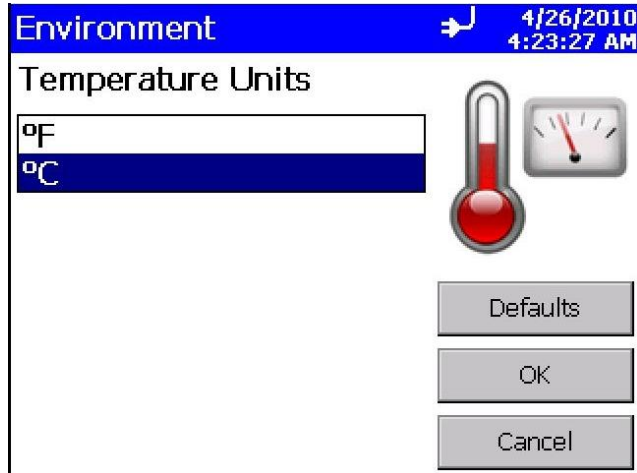 Environment
4/26/2010
4:23:27 AM
Temperature Units
ºF
ºC
Defaults
OK
Cancel